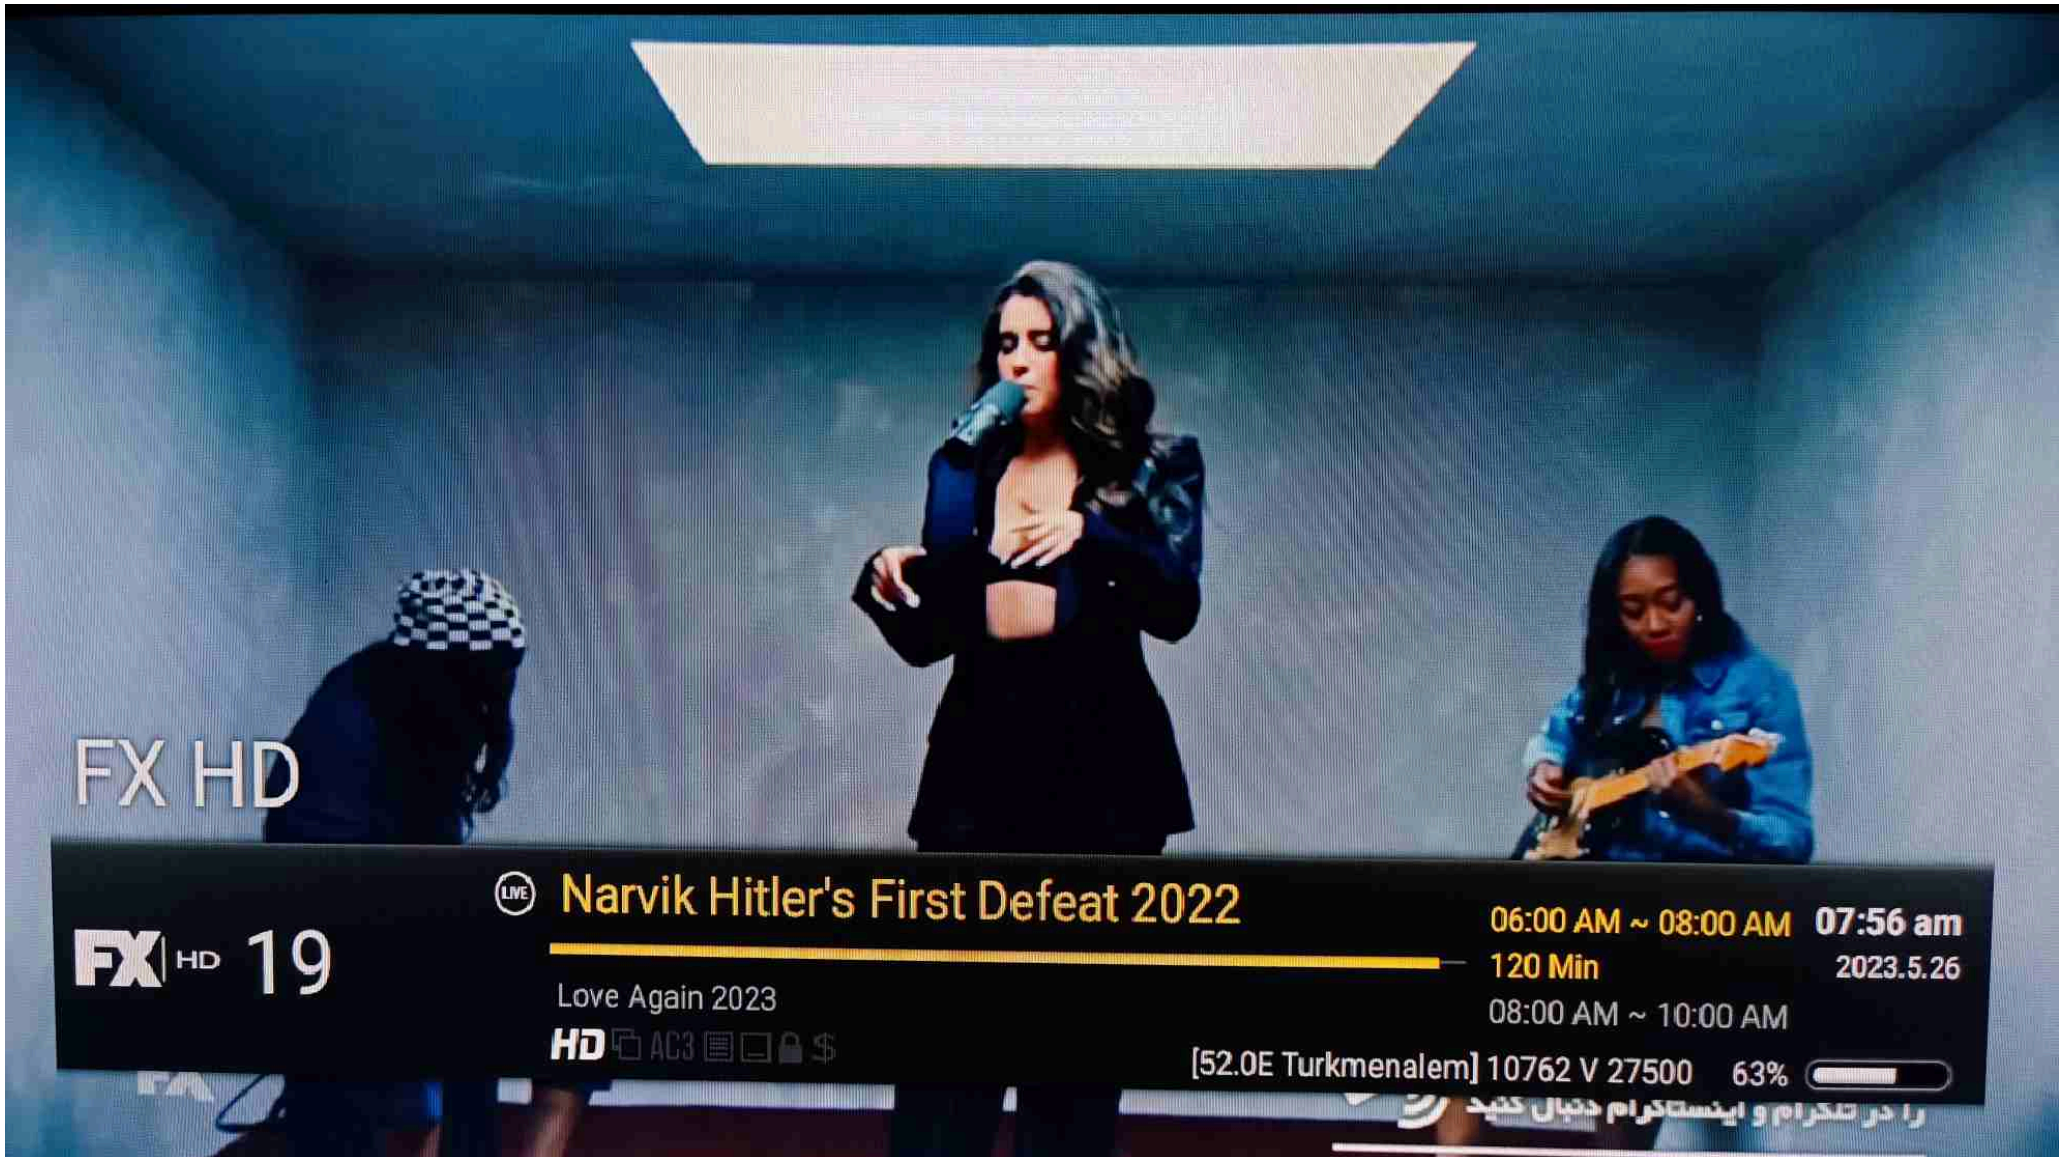 FX HD
LIVE
Narvik Hitler's First Defeat 2022
06:00 AM ~ 08:00 AM
07:56 am
FX HD 19
120 Min
2023.5.26
Love Again 2023
08:00 AM ~ 10:00 AM
HD AC3 $
[52.0E Turkmenalem] 10762 V 27500 63%
FX
را در تلگرام و اینستاگرام دنبال کنید